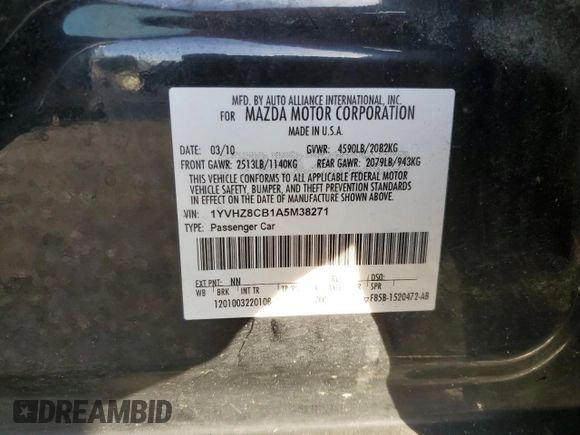 MFD. BY AUTO ALLIANCE INTERNATIONAL, INC.
FOR MAZDA MOTOR CORPORATION
MADE IN U.S.A.
03/10 GVWR: 4590LB/2082KG
FRONT GAWR: 2513LB/1140KG REAR GAWR: 2079LB/943KG
THIS VEHICLE CONFORMS TO ALL APPLICABLE FEDERAL MOTOR
VEHICLE SAFETY, BUMPER, AND THEFT PREVENTION STANDARDS
IN EFFECT ON THE DATE OF MANUFACTURE SHOWN ABOVE.
VIN: 1YVHZ8CB1A5M38271
TYPE: Passenger Car
EXT PNT: NN DSO:
WB BRK INT TR SPR
1201003220108 F85B-1520472-AB
DREAMBID